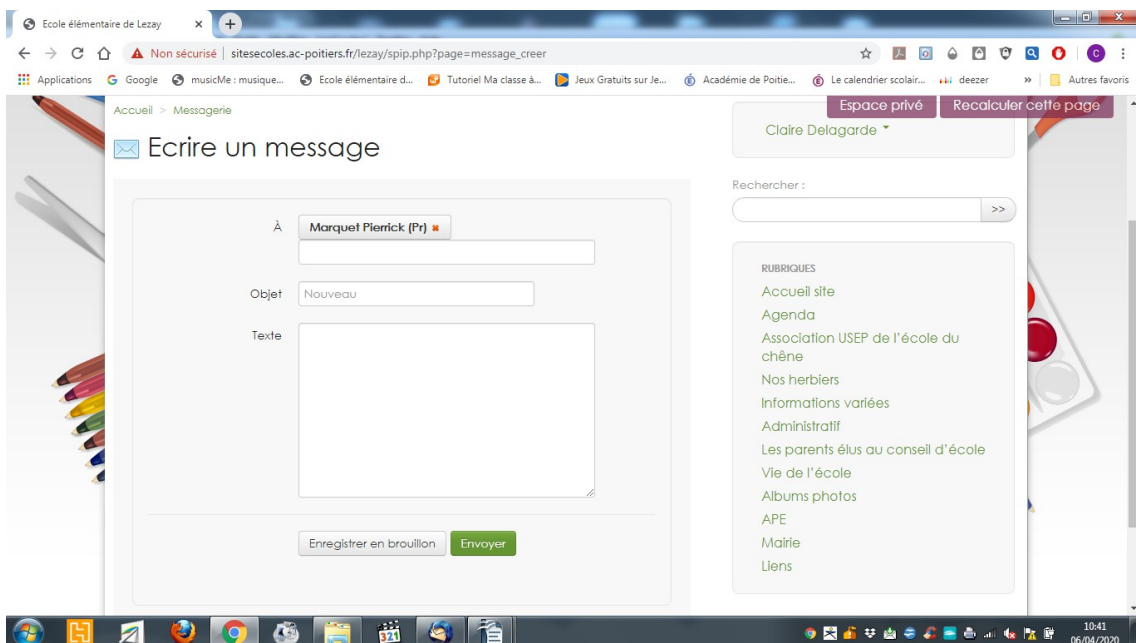 Ecole élémentaire de Lezay
Non sécurisé | sitesecoles.ac-poitiers.fr/lezay/spip.php?page=message_creer
Applications Google musicMe : musique... Ecole élémentaire d... Tutoriel Ma classe à... Jeux Gratuits sur Je... Académie de Poitie... Le calendrier scolair... deezer » Autres favoris
Espace privé Recalculer cette page
Accueil > Messagerie
Claire Delagarde
Ecrire un message
Rechercher :
>>
À Marquet Pierrick (Pr)
Objet Nouveau
Texte
Enregistrer en brouillon Envoyer
RUBRIQUES
Accueil site
Agenda
Association USEP de l'école du
chêne
Nos herbiers
Informations variées
Administratif
Les parents élus au conseil d'école
Vie de l'école
Albums photos
APE
Mairie
Liens
321
10:41
06/04/2020